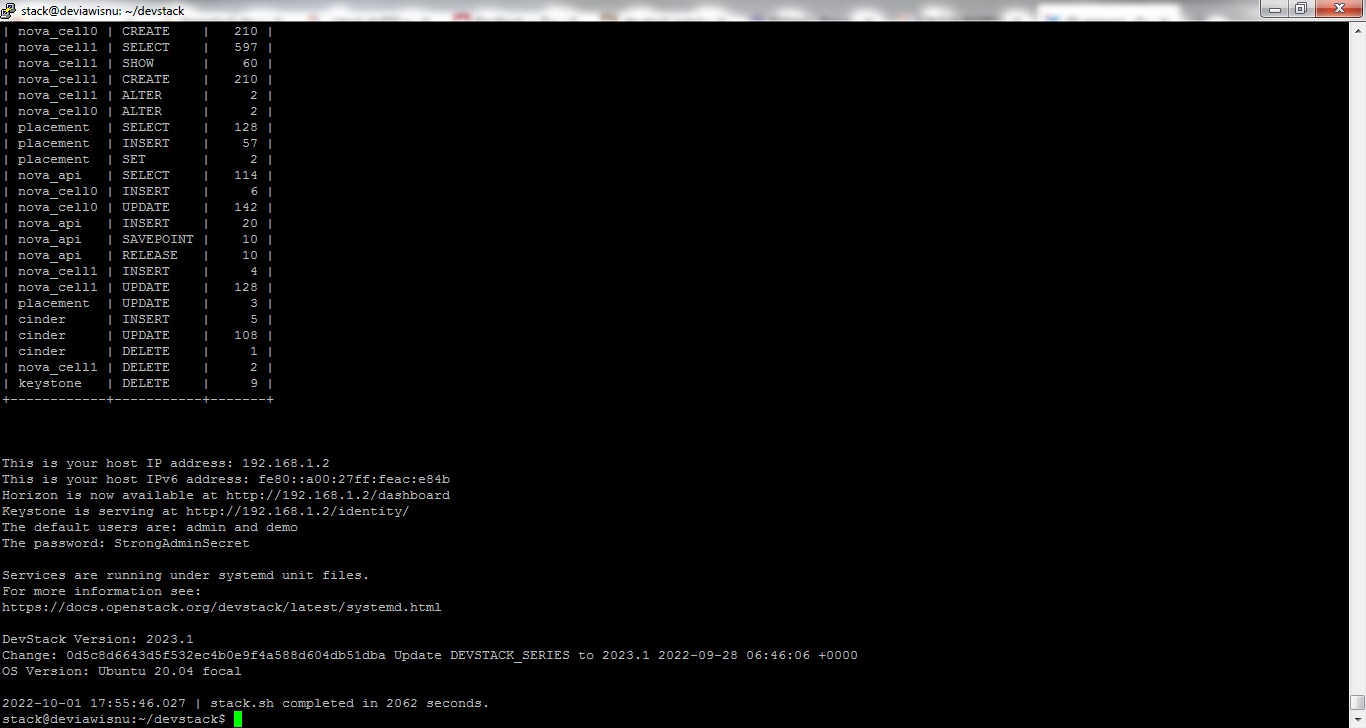 stack@deviawisnu: ~/devstack
| nova_cell0 | CREATE    |   210 |
| nova_cell1 | SELECT    |   597 |
| nova_cell1 | SHOW      |    60 |
| nova_cell1 | CREATE    |   210 |
| nova_cell1 | ALTER     |     2 |
| nova_cell0 | ALTER     |     2 |
| placement  | SELECT    |   128 |
| placement  | INSERT    |    57 |
| placement  | SET       |     2 |
| nova_api   | SELECT    |   114 |
| nova_cell0 | INSERT    |     6 |
| nova_cell0 | UPDATE    |   142 |
| nova_api   | INSERT    |    20 |
| nova_api   | SAVEPOINT |    10 |
| nova_api   | RELEASE   |    10 |
| nova_cell1 | INSERT    |     4 |
| nova_cell1 | UPDATE    |   128 |
| placement  | UPDATE    |     3 |
| cinder     | INSERT    |     5 |
| cinder     | UPDATE    |   108 |
| cinder     | DELETE    |     1 |
| nova_cell1 | DELETE    |     2 |
| keystone   | DELETE    |     9 |
+------------+-----------+-------+
This is your host IP address: 192.168.1.2
This is your host IPv6 address: fe80::a00:27ff:feac:e84b
Horizon is now available at http://192.168.1.2/dashboard
Keystone is serving at http://192.168.1.2/identity/
The default users are: admin and demo
The password: StrongAdminSecret
Services are running under systemd unit files.
For more information see:
https://docs.openstack.org/devstack/latest/systemd.html
DevStack Version: 2023.1
Change: 0d5c8d6643d5f532ec4b0e9f4a588d604db51dba Update DEVSTACK_SERIES to 2023.1 2022-09-28 06:46:06 +0000
OS Version: Ubuntu 20.04 focal
2022-10-01 17:55:46.027 | stack.sh completed in 2062 seconds.
stack@deviawisnu:~/devstack$